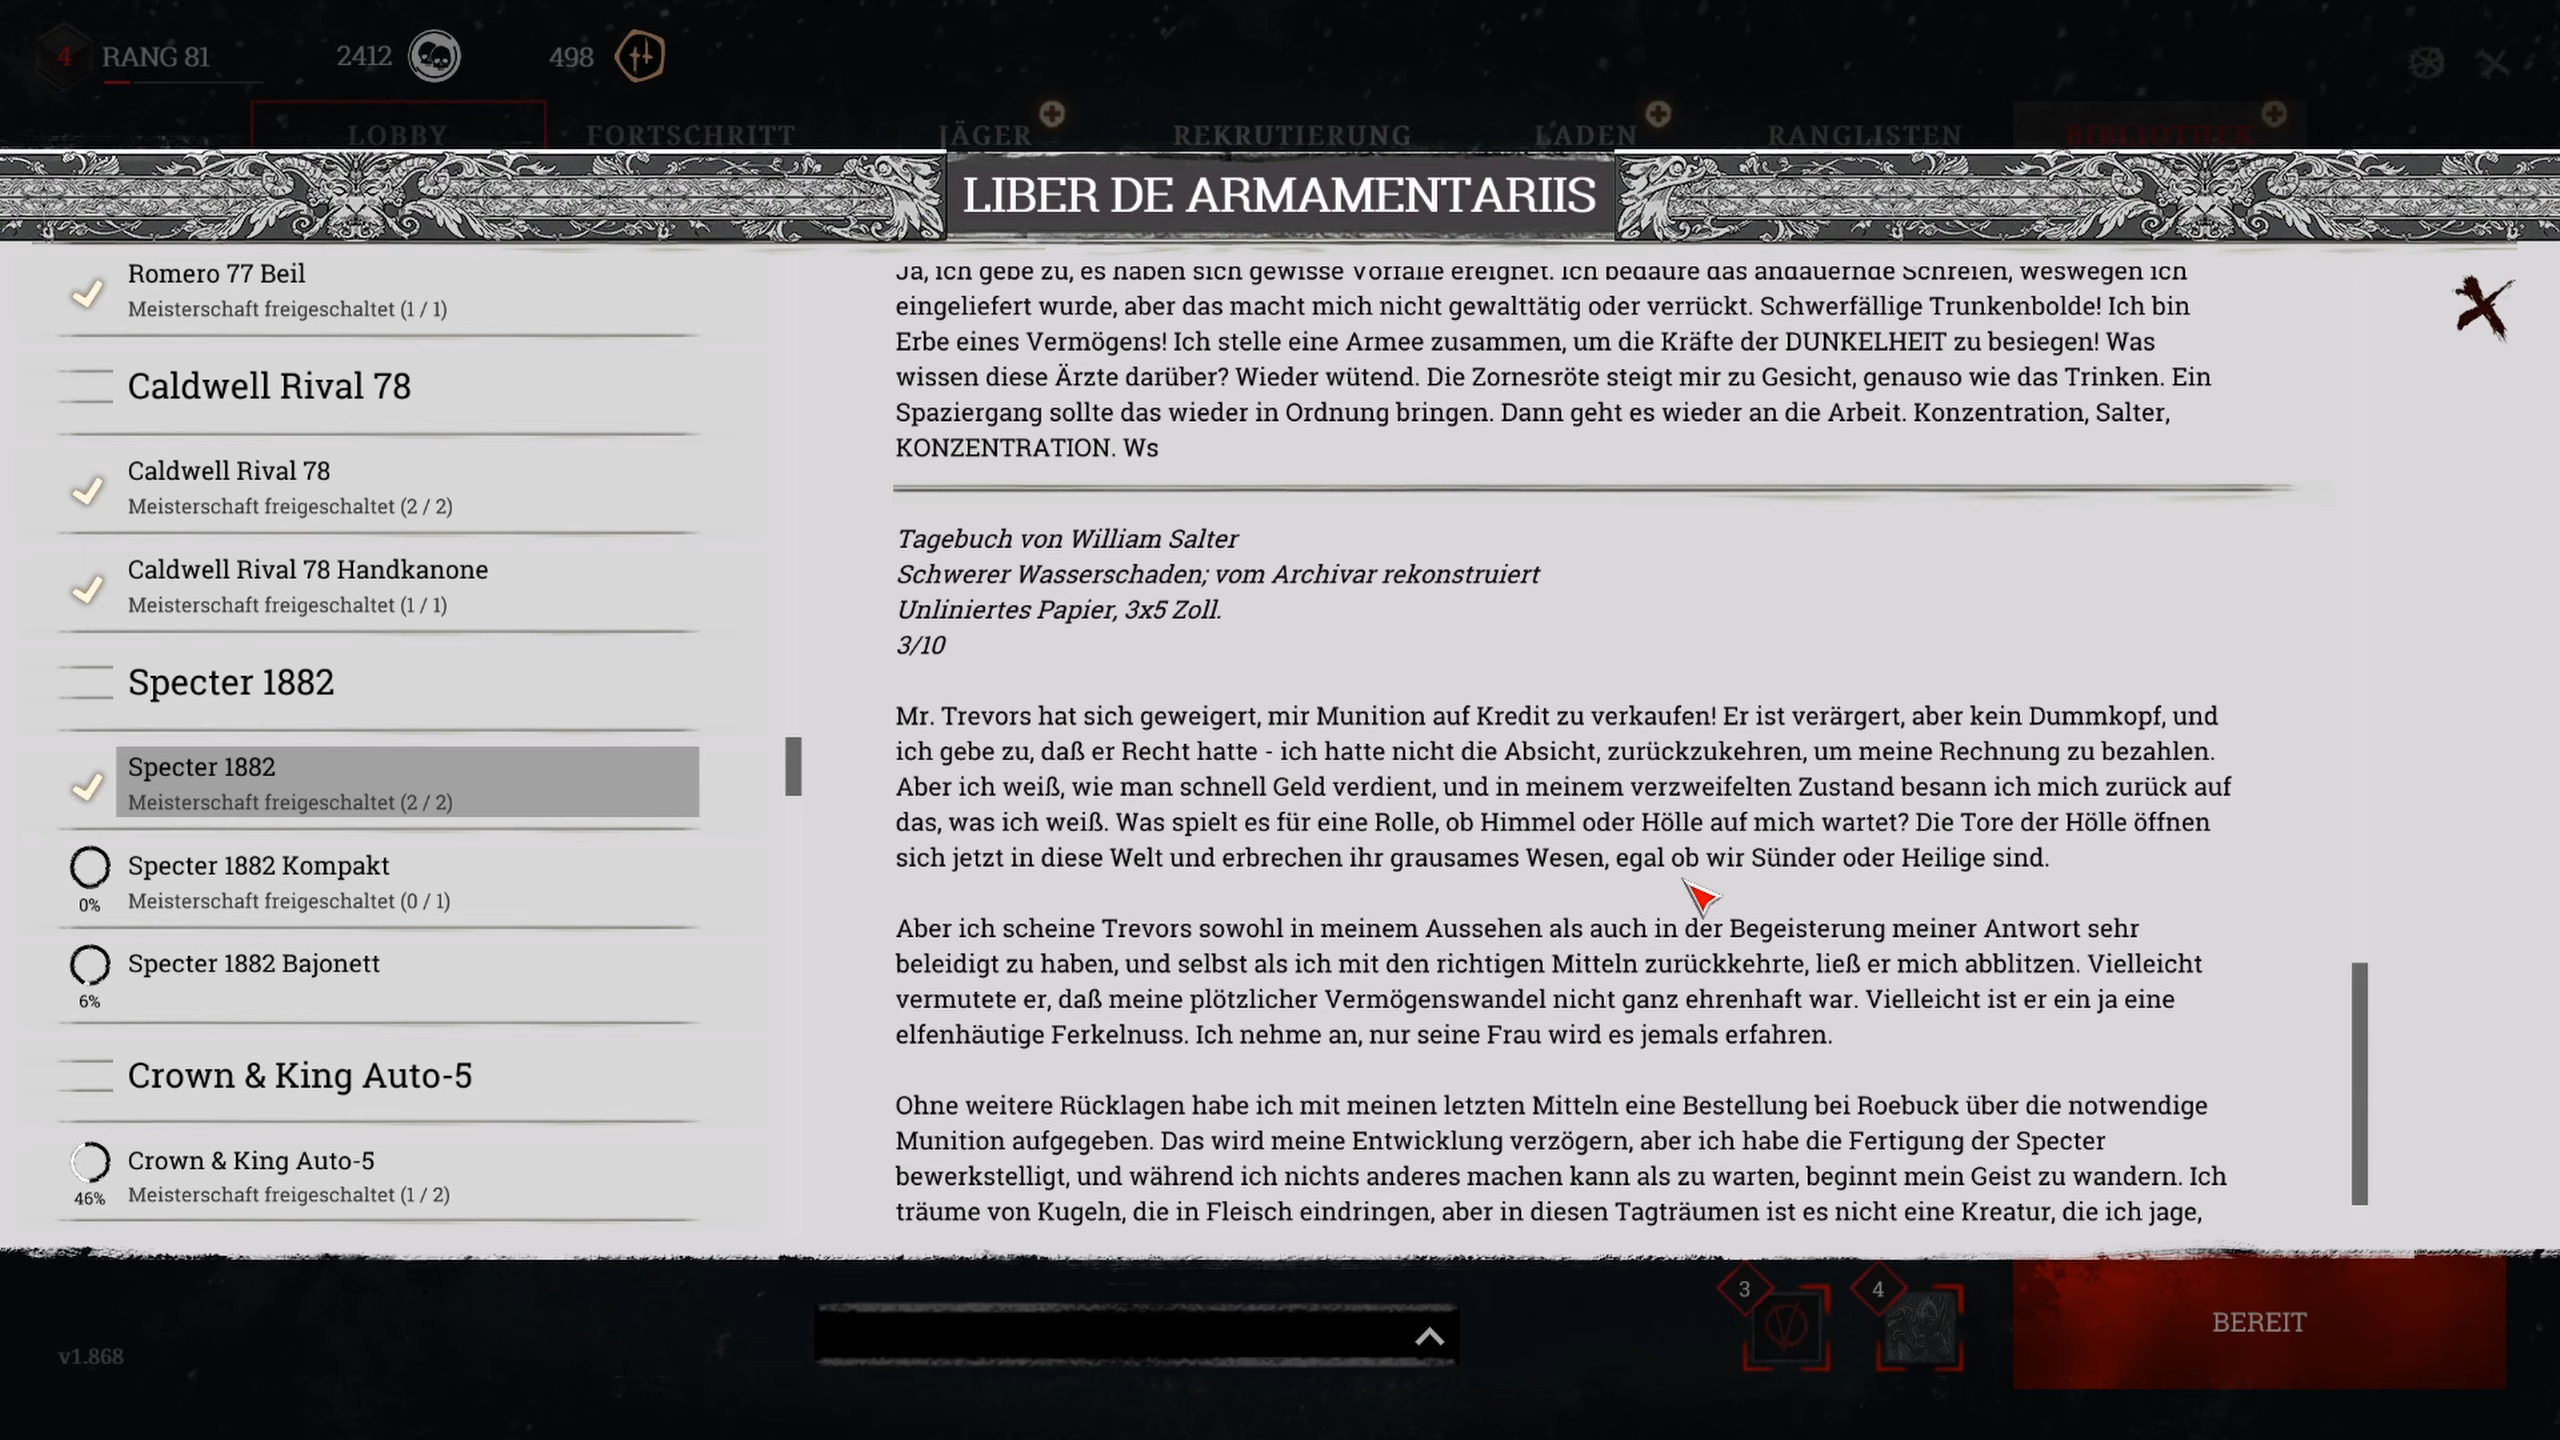 4 RANG 81 2412 498
LOBBY FORTSCHRITT JÄGER REKRUTIERUNG LADEN RANGLISTEN BIBLIOTHEK
LIBER DE ARMAMENTARIIS
Romero 77 Beil
Meisterschaft freigeschaltet (1 / 1)
Caldwell Rival 78
Caldwell Rival 78
Meisterschaft freigeschaltet (2 / 2)
Caldwell Rival 78 Handkanone
Meisterschaft freigeschaltet (1 / 1)
Specter 1882
Specter 1882
Meisterschaft freigeschaltet (2 / 2)
Specter 1882 Kompakt
Meisterschaft freigeschaltet (0 / 1)
0%
Specter 1882 Bajonett
6%
Crown & King Auto-5
Crown & King Auto-5
Meisterschaft freigeschaltet (1 / 2)
46%
Ja, ich gebe zu, es haben sich gewisse Vorfälle ereignet. Ich bedaure das andauernde Schreien, weswegen ich
eingeliefert wurde, aber das macht mich nicht gewalttätig oder verrückt. Schwerfällige Trunkenbolde! Ich bin
Erbe eines Vermögens! Ich stelle eine Armee zusammen, um die Kräfte der DUNKELHEIT zu besiegen! Was
wissen diese Ärzte darüber? Wieder wütend. Die Zornesröte steigt mir zu Gesicht, genauso wie das Trinken. Ein
Spaziergang sollte das wieder in Ordnung bringen. Dann geht es wieder an die Arbeit. Konzentration, Salter,
KONZENTRATION. Ws
Tagebuch von William Salter
Schwerer Wasserschaden; vom Archivar rekonstruiert
Unliniertes Papier, 3x5 Zoll.
3/10
Mr. Trevors hat sich geweigert, mir Munition auf Kredit zu verkaufen! Er ist verärgert, aber kein Dummkopf, und
ich gebe zu, daß er Recht hatte - ich hatte nicht die Absicht, zurückzukehren, um meine Rechnung zu bezahlen.
Aber ich weiß, wie man schnell Geld verdient, und in meinem verzweifelten Zustand besann ich mich zurück auf
das, was ich weiß. Was spielt es für eine Rolle, ob Himmel oder Hölle auf mich wartet? Die Tore der Hölle öffnen
sich jetzt in diese Welt und erbrechen ihr grausames Wesen, egal ob wir Sünder oder Heilige sind.
Aber ich scheine Trevors sowohl in meinem Aussehen als auch in der Begeisterung meiner Antwort sehr
beleidigt zu haben, und selbst als ich mit den richtigen Mitteln zurückkehrte, ließ er mich abblitzen. Vielleicht
vermutete er, daß meine plötzlicher Vermögenswandel nicht ganz ehrenhaft war. Vielleicht ist er ein ja eine
elfenhäutige Ferkelnuss. Ich nehme an, nur seine Frau wird es jemals erfahren.
Ohne weitere Rücklagen habe ich mit meinen letzten Mitteln eine Bestellung bei Roebuck über die notwendige
Munition aufgegeben. Das wird meine Entwicklung verzögern, aber ich habe die Fertigung der Specter
bewerkstelligt, und während ich nichts anderes machen kann als zu warten, beginnt mein Geist zu wandern. Ich
träume von Kugeln, die in Fleisch eindringen, aber in diesen Tagträumen ist es nicht eine Kreatur, die ich jage,
3 4
BEREIT
v1.868